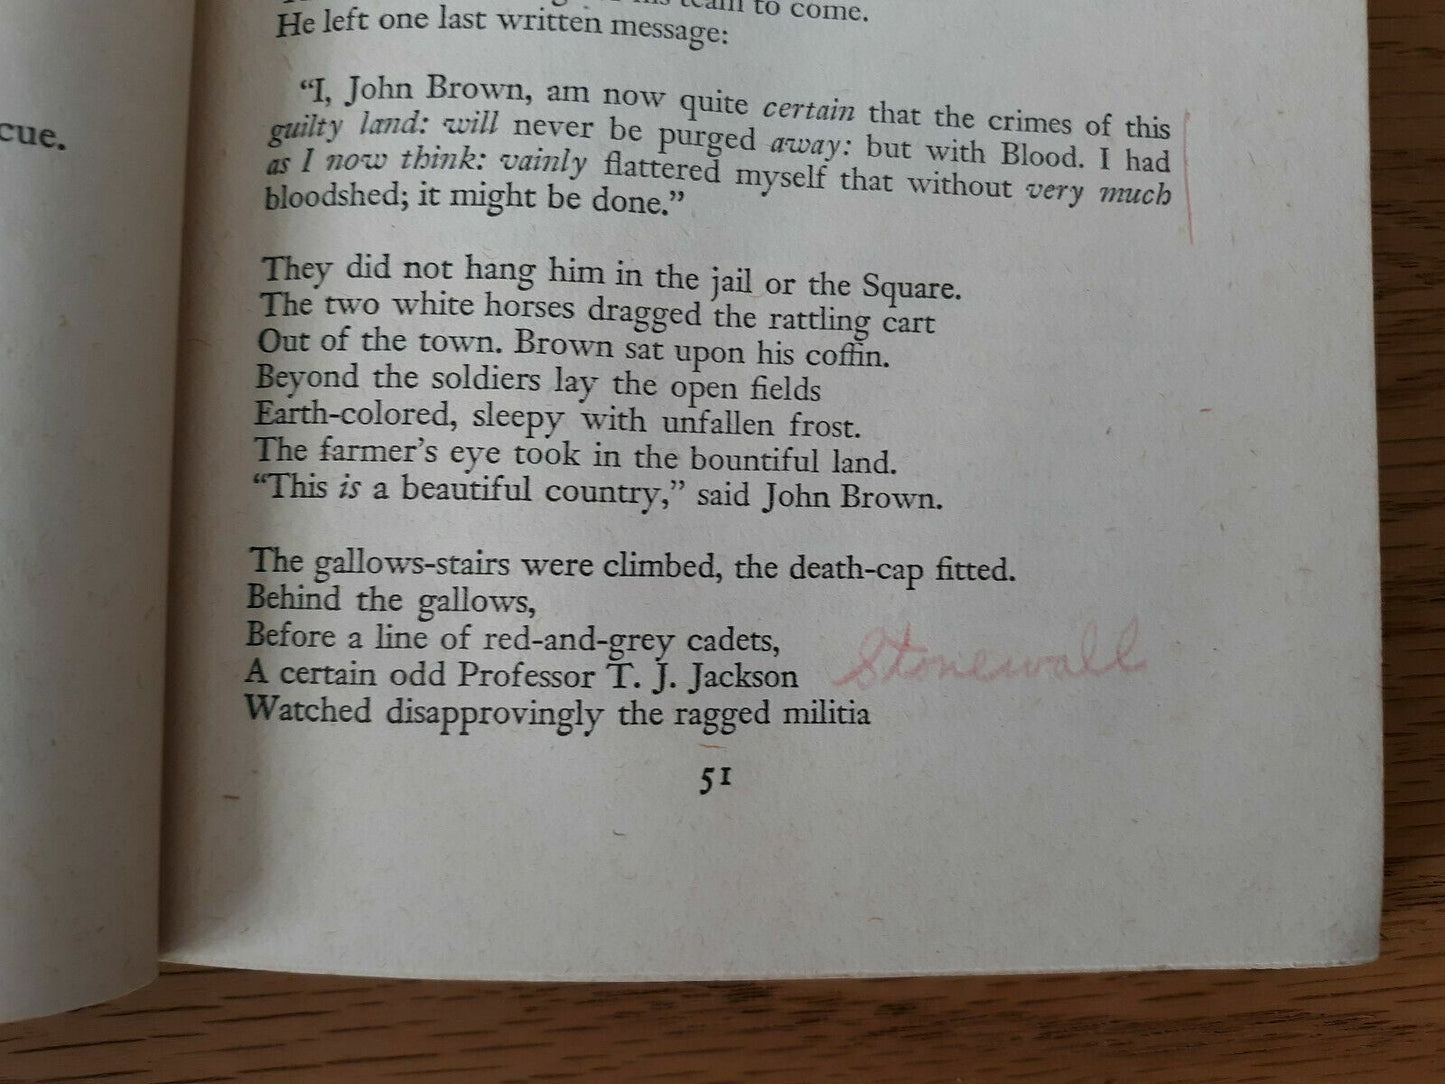 team to come.
He left one last written message:
cue.
“I, John Brown, am now quite certain that the crimes of this
guilty land: will never be purged away: but with Blood. I had
as I now think: vainly flattered myself that without very much
bloodshed; it might be done.”
They did not hang him in the jail or the Square.
The two white horses dragged the rattling cart
Out of the town. Brown sat upon his coffin.
Beyond the soldiers lay the open fields
Earth-colored, sleepy with unfallen frost.
The farmer’s eye took in the bountiful land.
“This is a beautiful country,” said John Brown.
The gallows-stairs were climbed, the death-cap fitted.
Behind the gallows,
Before a line of red-and-grey cadets,
A certain odd Professor T. J. Jackson Stonewall
Watched disapprovingly the ragged militia
51